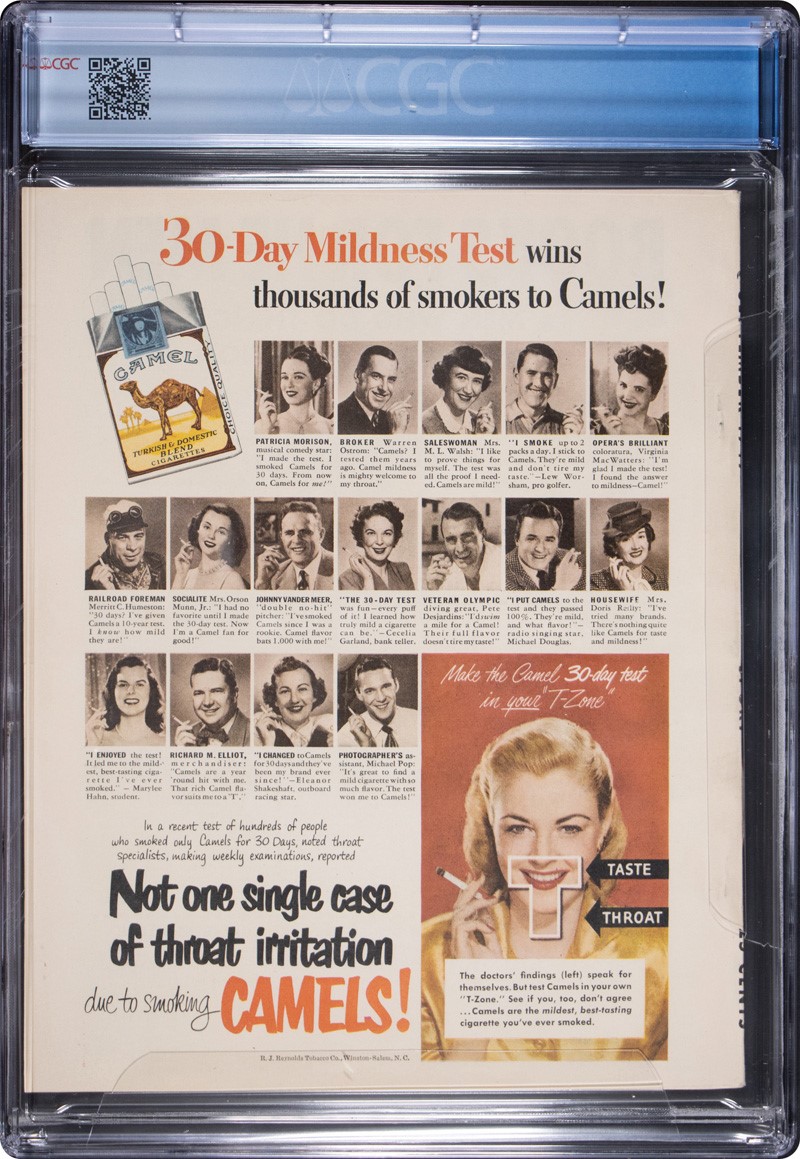 CGC
CGC
30-Day Mildness Test wins
thousands of smokers to Camels!
CAMEL
CHOICE QUALITY
TURKISH & DOMESTIC
BLEND
CIGARETTES
PATRICIA MORISON,
musical comedy star:
"I made the test. I
smoked Camels for
30 days. From now
on, Camels for me!"
BROKER Warren
Ostrom: "Camels? I
tested them years
ago. Camel mildness
is mighty welcome to
my throat."
SALESWOMAN Mrs.
M. L. Walsh: "I like
to prove things for
myself. The test was
all the proof I need-
ed. Camels are mild!"
"I SMOKE up to 2
packs a day. I stick to
Camels. They're mild
and don't tire my
taste."—Lew Wor-
sham, pro golfer.
OPERA'S BRILLIANT
coloratura, Virginia
MacWatters: "I'm
glad I made the test!
I found the answer
to mildness—Camel!"
RAILROAD FOREMAN
Merritt C. Humeston:
"30 days? I've given
Camels a 10-year test.
I know how mild
they are!"
SOCIALITE Mrs. Orson
Munn, Jr.: "I had no
favorite until I made
the 30-day test. Now
I'm a Camel fan for
good!"
JOHNNY VANDER MEER,
"double no-hit"
pitcher: "I've smoked
Camels since I was a
rookie. Camel flavor
bats 1.000 with me!"
"THE 30-DAY TEST
was fun—every puff
of it! I learned how
truly mild a cigarette
can be."—Cecelia
Garland, bank teller.
VETERAN OLYMPIC
diving great, Pete
Desjardins: "I'd swim
a mile for a Camel!
Their full flavor
doesn't tire my taste!"
"I PUT CAMELS to the
test and they passed
100%. They're mild,
and what flavor!"—
radio singing star,
Michael Douglas.
HOUSEWIFE Mrs.
Doris Reilly: "I've
tried many brands.
There's nothing quite
like Camels for taste
and mildness!"
"I ENJOYED the test!
It led me to the mild-
est, best-tasting ciga-
rette I've ever
smoked." — Marylee
Hahn, student.
RICHARD M. ELLIOT,
merchandiser:
"Camels are a year
'round hit with me.
That rich Camel fla-
vor suits me to a 'T'."
"I CHANGED to Camels
for 30 days and they've
been my brand ever
since!"—Eleanor
Shakeshaft, outboard
racing star.
PHOTOGRAPHER'S as-
sistant, Michael Pop:
"It's great to find a
mild cigarette with so
much flavor. The test
won me to Camels!"
Make the Camel 30-day test
in your "T-Zone"
T
TASTE
THROAT
The doctors' findings (left) speak for
themselves. But test Camels in your own
"T-Zone." See if you, too, don't agree
...Camels are the mildest, best-tasting
cigarette you've ever smoked.
In a recent test of hundreds of people
who smoked only Camels for 30 Days, noted throat
specialists, making weekly examinations, reported
Not one single case
of throat irritation
due to smoking CAMELS!
R. J. Reynolds Tobacco Co., Winston-Salem, N. C.
25 CENTS